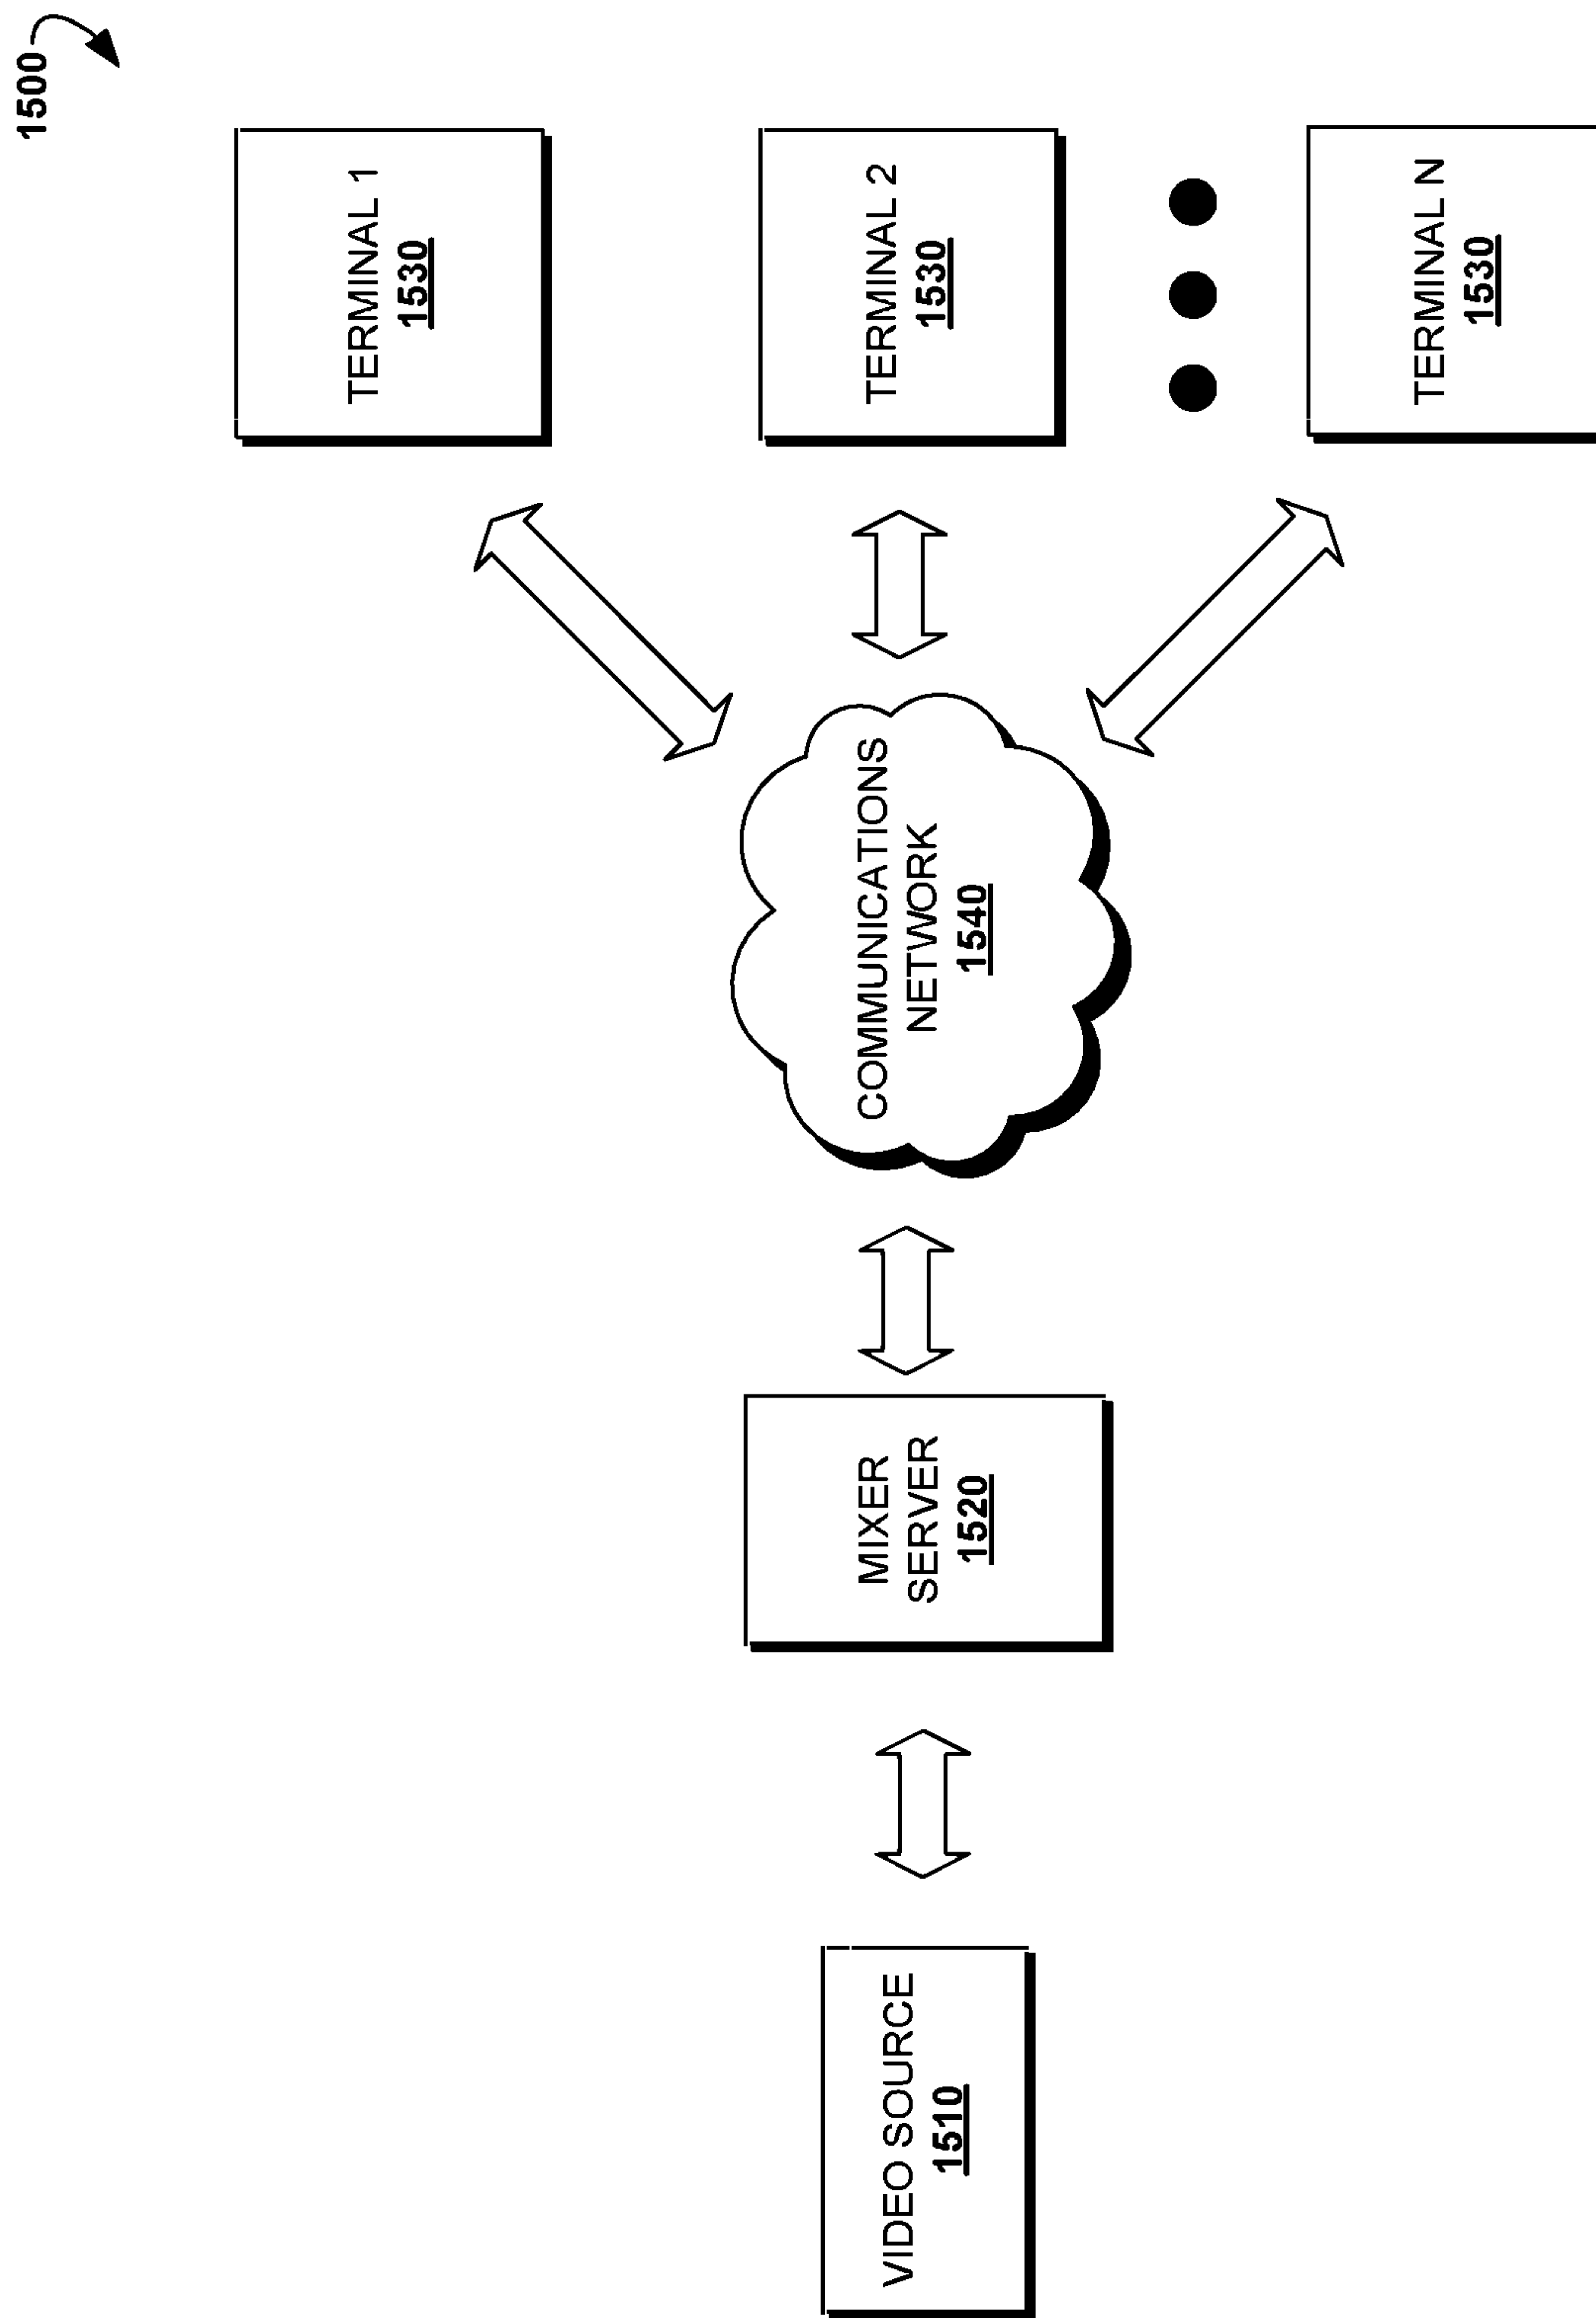 1500
TERMINAL 1
1530
VIDEO SOURCE
1510
MIXER
SERVER
1520
COMMUNICATIONS
NETWORK
1540
TERMINAL 2
1530
TERMINAL N
1530